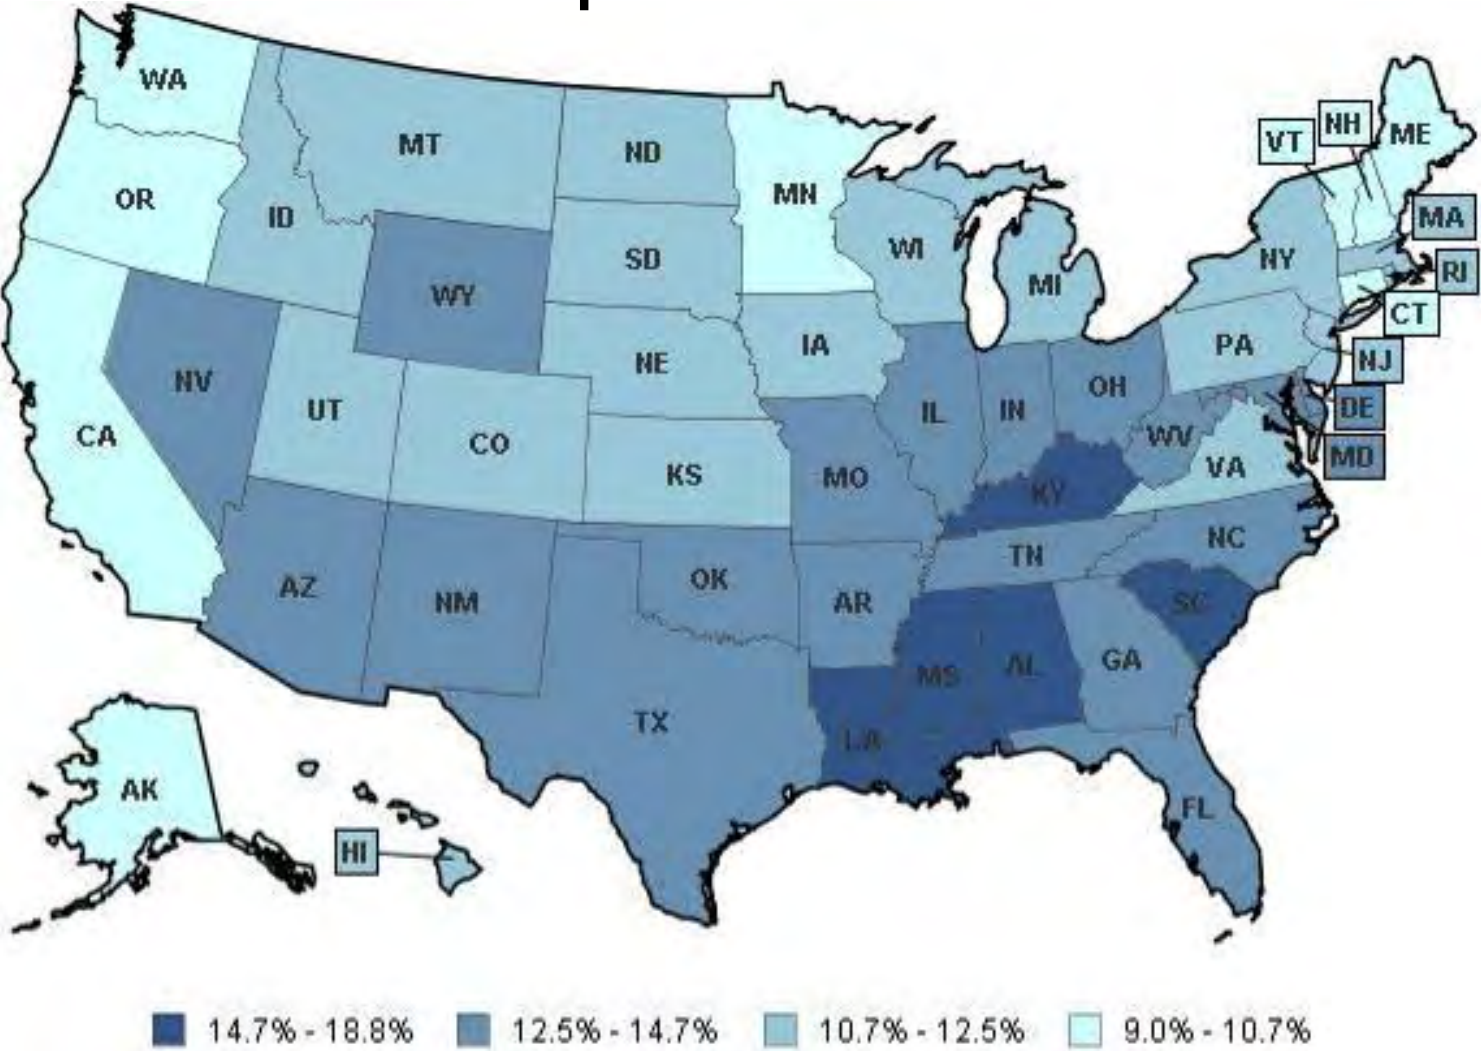 WA
NH
VT
ME
MT
ND
OR
MN
ID
MA
SD
WI
NY
RI
WY
MI
CT
IA
PA
NE
NJ
NV
OH
UT
IL
IN
DE
CA
CO
WV
MD
KS
MO
KY
VA
NC
TN
AZ
OK
NM
AR
SC
GA
MS
AL
TX
LA
AK
FL
HI
14.7% - 18.8% 12.5% - 14.7% 10.7% - 12.5% 9.0% - 10.7%